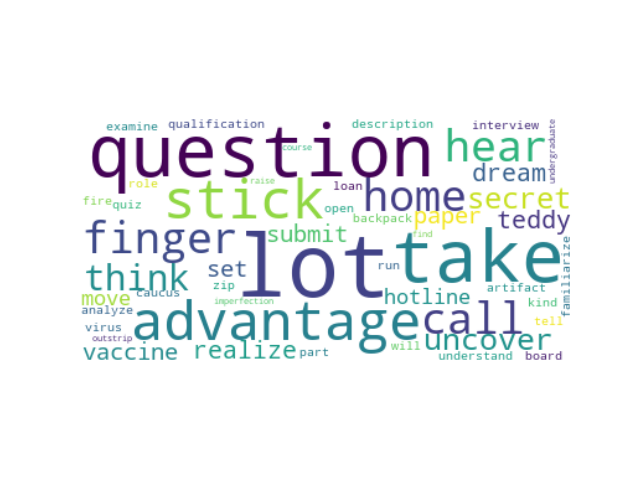 examine qualification description interview
question hear
course
undergraduate
dream
role raise loan
stick home secret
fire quiz open backpack paper teddy
finger submit
lot take
find
think set run
familiarize
move caucus zip hotline artifact
imperfection kind
analyze advantage call tell
virus uncover
outstrip
vaccine realize part will understand board